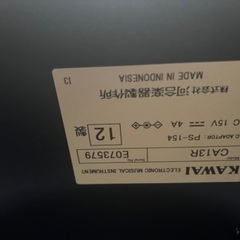 KAWAI ELECTRONIC MUSICAL INSTRUMENT
CA13R E073579
AC ADAPTOR: PS-154 12 製
DC 15V 4A
株式会社 河合楽器製作所
MADE IN INDONESIA
13